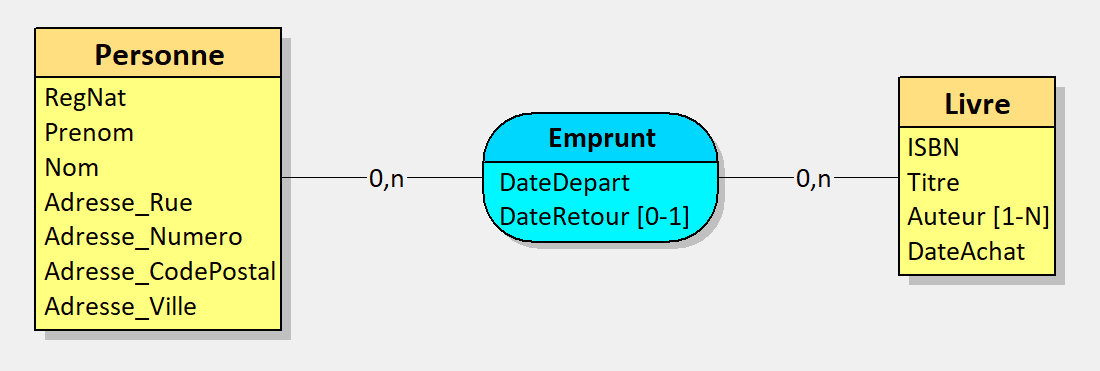 Personne
RegNat
Prenom
Nom
Adresse_Rue
Adresse_Numero
Adresse_CodePostal
Adresse_Ville
0,n
Emprunt
DateDepart
DateRetour [0-1]
0,n
Livre
ISBN
Titre
Auteur [1-N]
DateAchat